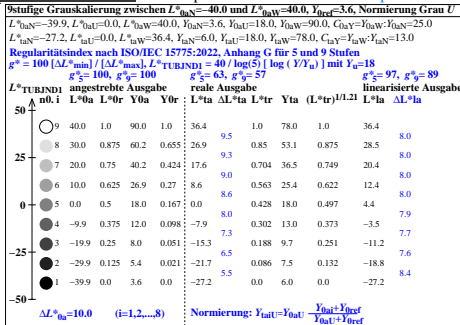 9stufige Grauskalierung zwischen L*0aN=−40.0 und L*0aW=40.0, Y0ref=3.6, Normierung Grau U
L*0aN=−39.9, L*0aU=0.0, L*0aW=40.0, Y0aN=3.6, Y0aU=18.0, Y0aW=90.0, C0aY=Y0aW:Y0aN=25.0
L*taN=−27.2, L*taU=0.0, L*taW=36.4, YtaN=6.0, YtaU=18.0, YtaW=78.0, CtaY=YtaW:YtaN=13.0
Regularitätsindex nach ISO/IEC 15775:2022, Anhang G für 5 und 9 Stufen
g* = 100 [ΔL*min] / [ΔL*max], L*TUBJND1 = 40 / log(5) [ log ( Y/Yu) ] mit Yu=18
g*5= 100, g*9= 100 g*5= 63, g*9= 57 g*5= 97, g*9= 89
L*TUBJND1 angestrebte Ausgabe reale Ausgabe linearisierte Ausgabe
n0. i L*0a l*0r Y0a Y0r L*ta ΔL*ta l*tr Yta (L*tr)1/1.21 L*la ΔL*la
50
9 40.0 1.0 90.0 1.0 36.4 1.0 78.0 1.0 36.4
9.5 8.0
8 30.0 0.875 60.2 0.655 26.9 0.85 53.1 0.875 28.5
9.3 8.0
25
7 20.0 0.75 40.2 0.424 17.6 0.704 36.5 0.749 20.4
9.0 8.0
6 10.0 0.625 26.9 0.27 8.6 0.563 25.4 0.622 12.4
8.6 8.0
0
5 0.0 0.5 18.0 0.167 0.0 0.428 18.0 0.497 4.4
8.0 7.9
4 −9.9 0.375 12.0 0.098 −7.9 0.302 13.0 0.373 −3.5
7.3 7.7
3 −19.9 0.25 8.0 0.051 −15.3 0.188 9.7 0.251 −11.2
−25
6.5 7.6
2 −29.9 0.125 5.4 0.021 −21.7 0.086 7.5 0.132 −18.8
5.5 8.4
1 −39.9 0.0 3.6 0.0 −27.2 0.0 6.0 0.0 −27.2
−50
ΔL*0a=10.0 (i=1,2,...,8) Normierung: YtaiU=Y0aU Y0ai+Y0ref
Y0aU+Y0ref